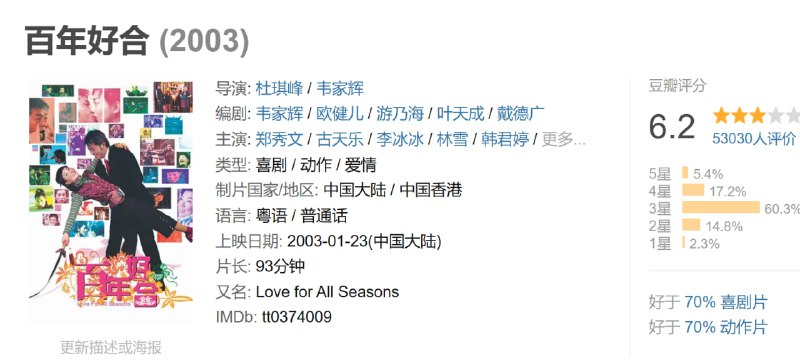 百年好合 (2003)
百年好合
Love for All Seasons
更新描述或海报
导演: 杜琪峰 / 韦家辉
编剧: 韦家辉 / 欧健儿 / 游乃海 / 叶天成 / 戴德广
主演: 郑秀文 / 古天乐 / 李冰冰 / 林雪 / 韩君婷 / 更多...
类型: 喜剧 / 动作 / 爱情
制片国家/地区: 中国大陆 / 中国香港
语言: 粤语 / 普通话
上映日期: 2003-01-23(中国大陆)
片长: 93分钟
又名: Love for All Seasons
IMDb: tt0374009
豆瓣评分
6.2
53030人评价
5星 5.4%
4星 17.2%
3星 60.3%
2星 14.8%
1星 2.3%
好于 70% 喜剧片
好于 70% 动作片